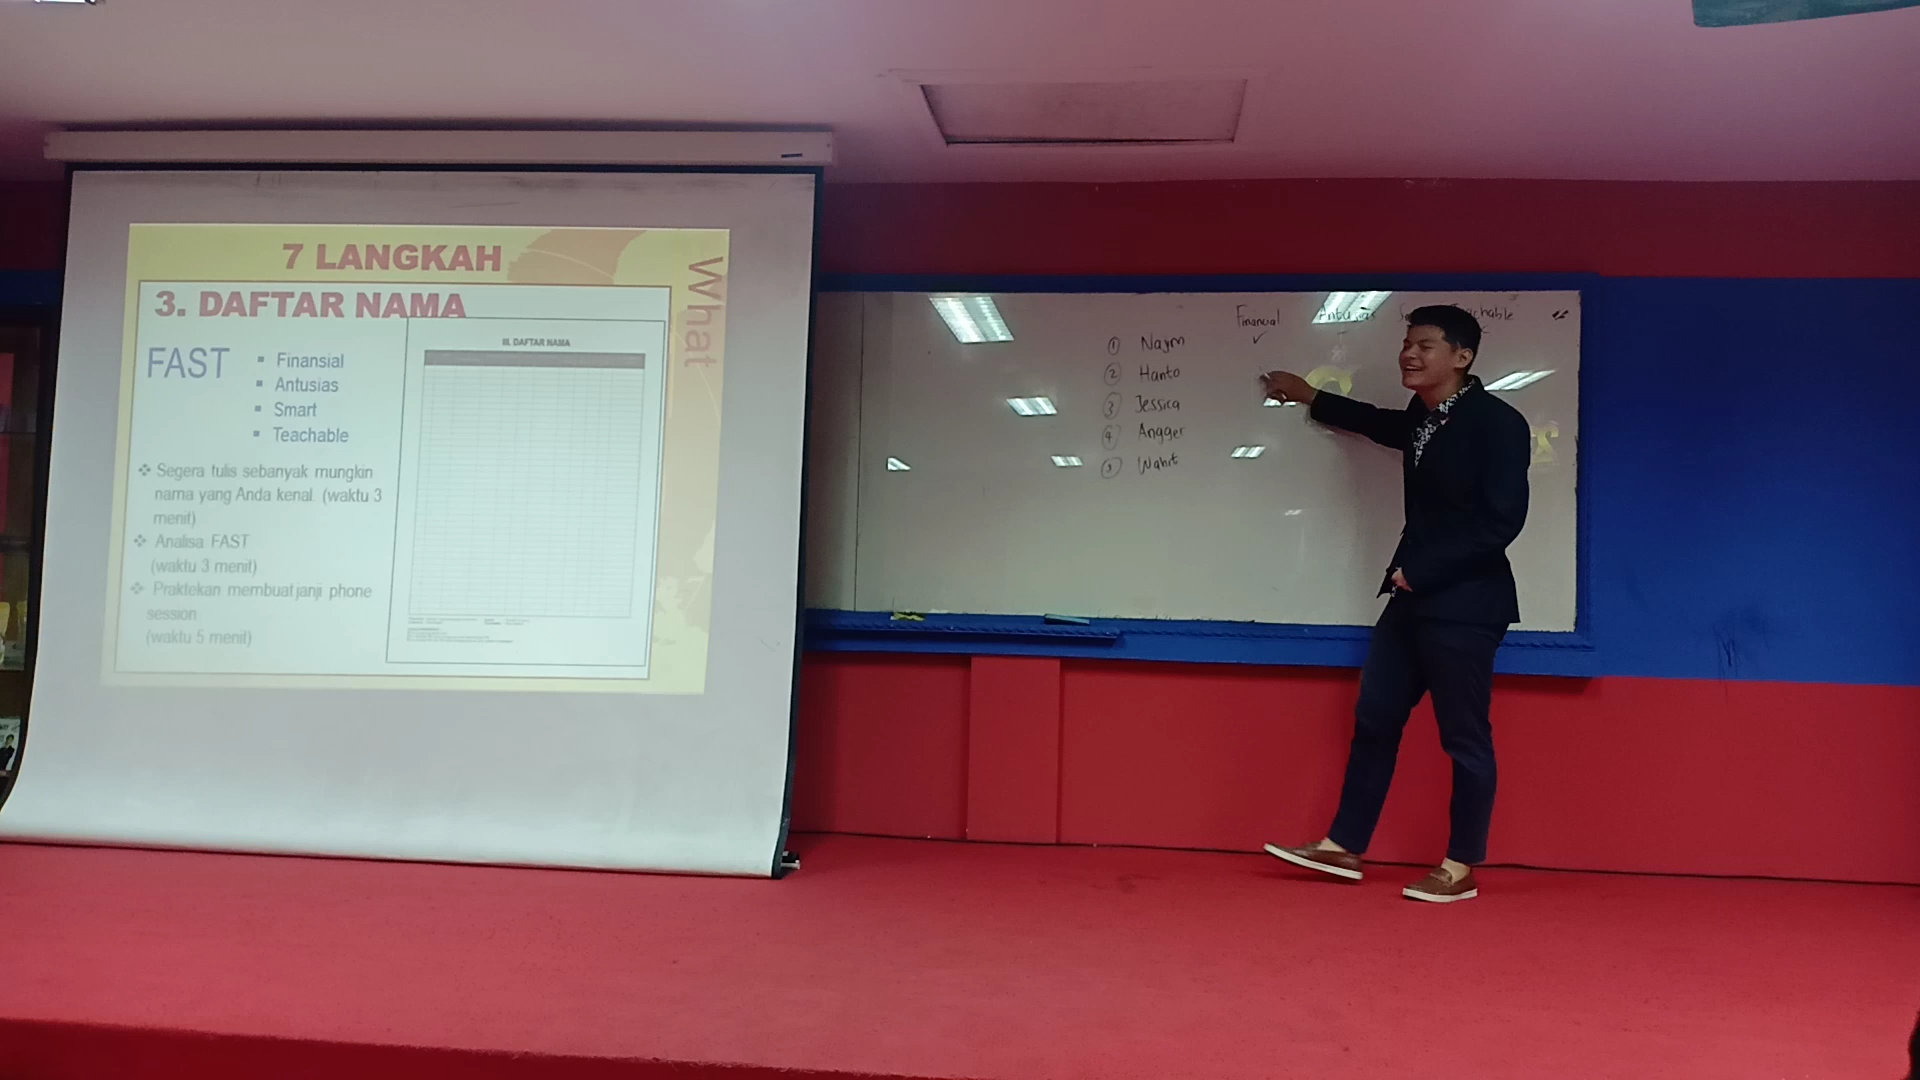 7 LANGKAH
What
3. DAFTAR NAMA
FAST
▪ Finansial
▪ Antusias
▪ Smart
▪ Teachable
❖ Segera tulis sebanyak mungkin
nama yang Anda kenal. (waktu 3
menit)
❖ Analisa FAST
(waktu 3 menit)
❖ Praktekan membuat janji phone
session
(waktu 5 menit)
III. DAFTAR NAMA
Financial Antusias
① Naym
② Hanto
③ Jessica
④ Angger
⑤ Wahit